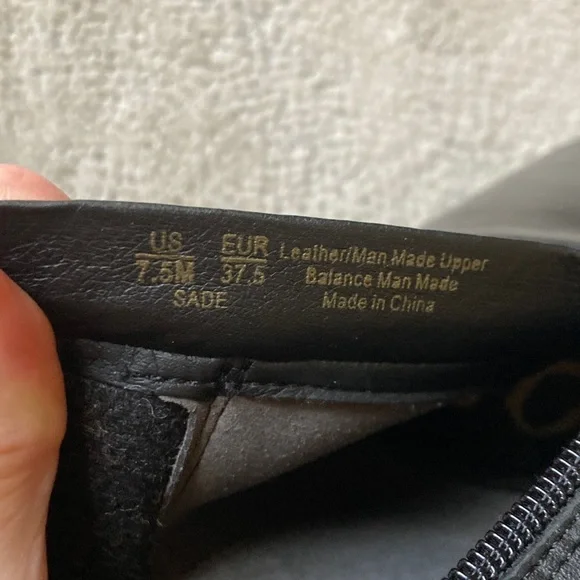 US EUR Leather/Man Made Upper
7.5M 37.5 Balance Man Made
SADE Made in China